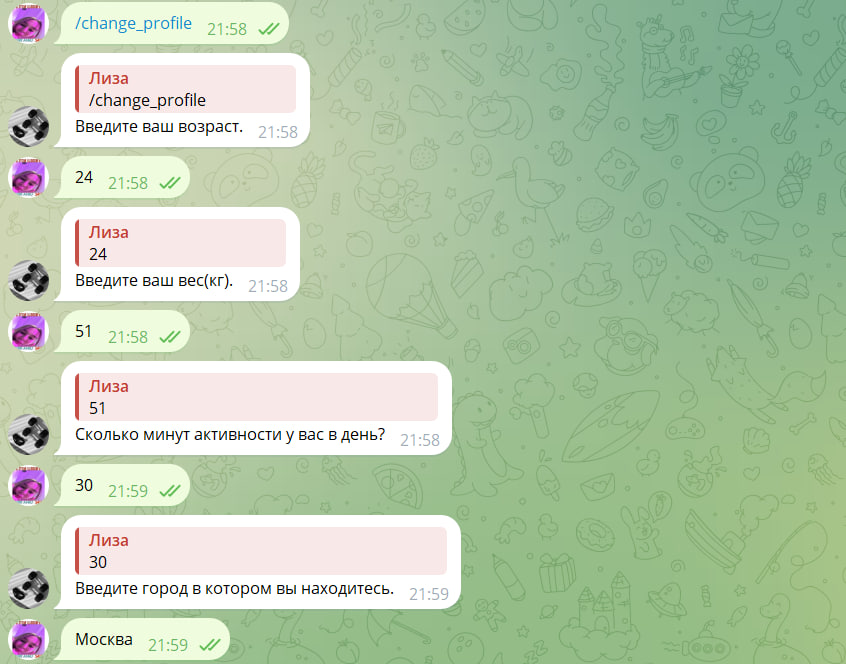 /change_profile 21:58
Лиза
/change_profile
Введите ваш возраст. 21:58
24 21:58
Лиза
24
Введите ваш вес(кг). 21:58
51 21:58
Лиза
51
Сколько минут активности у вас в день? 21:58
30 21:59
Лиза
30
Введите город в котором вы находитесь. 21:59
Москва 21:59